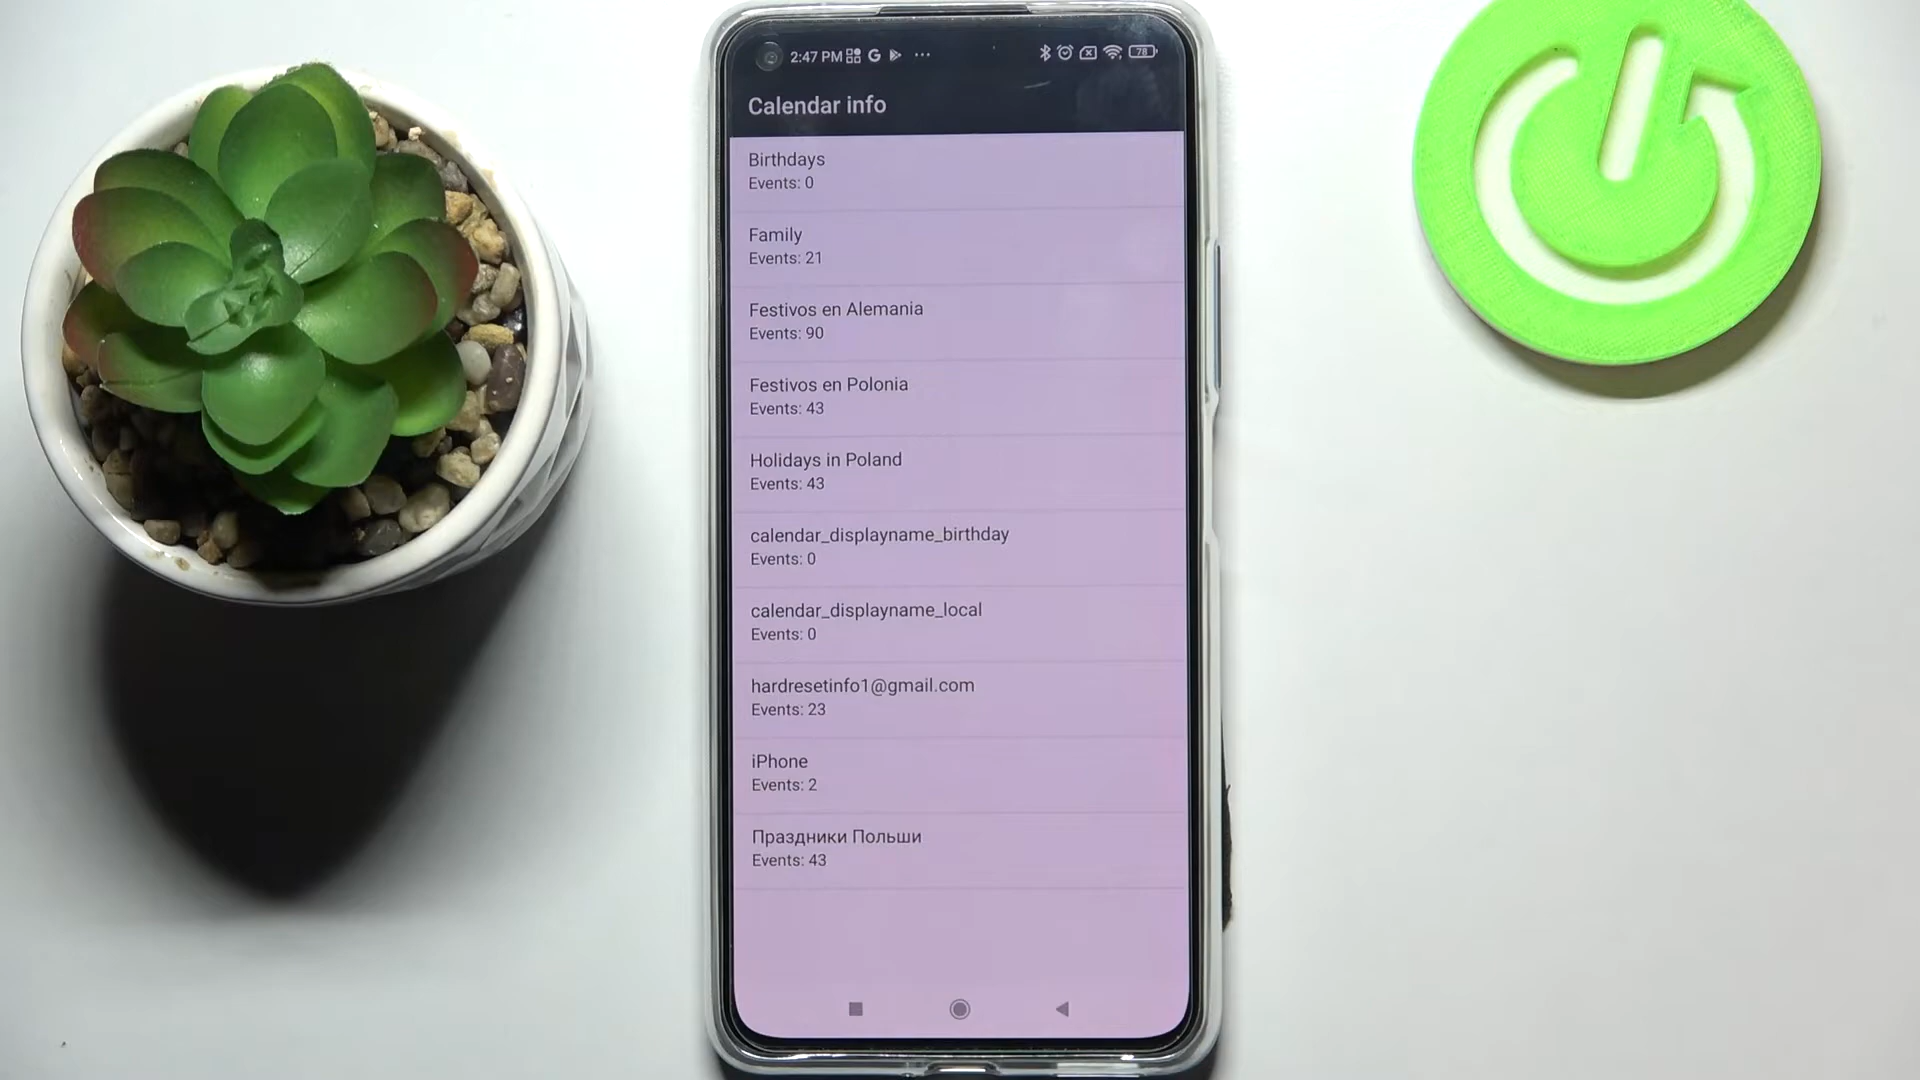 2:47 PM 78
Calendar info
Birthdays
Events: 0
Family
Events: 21
Festivos en Alemania
Events: 90
Festivos en Polonia
Events: 43
Holidays in Poland
Events: 43
calendar_displayname_birthday
Events: 0
calendar_displayname_local
Events: 0
hardresetinfo1@gmail.com
Events: 23
iPhone
Events: 2
Праздники Польши
Events: 43